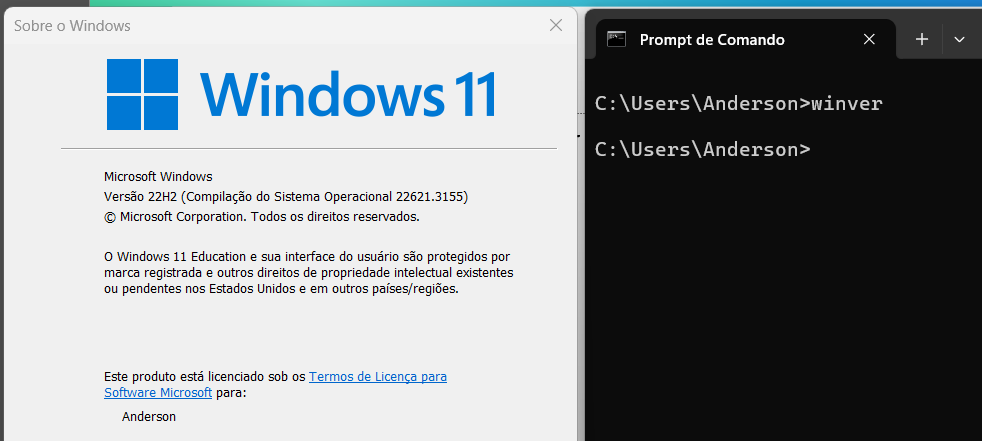 Sobre o Windows
Windows 11
Microsoft Windows
Versão 22H2 (Compilação do Sistema Operacional 22621.3155)
© Microsoft Corporation. Todos os direitos reservados.
O Windows 11 Education e sua interface do usuário são protegidos por
marca registrada e outros direitos de propriedade intelectual existentes
ou pendentes nos Estados Unidos e em outros países/regiões.
Este produto está licenciado sob os Termos de Licença para
Software Microsoft para:
Anderson
Prompt de Comando
C:\Users\Anderson>winver
C:\Users\Anderson>